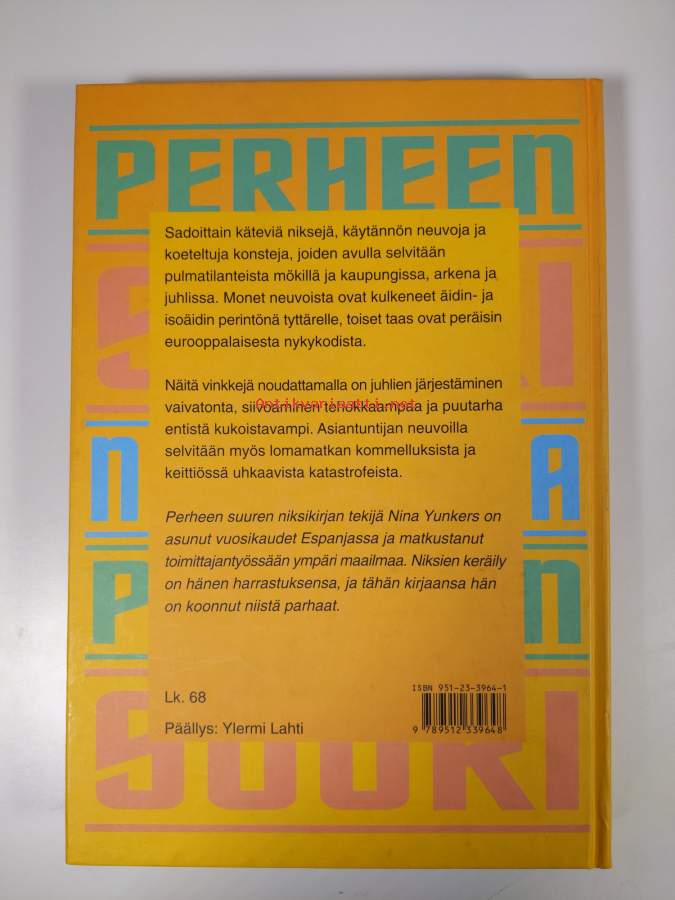 PERHEEN
Sadoittain käteviä niksejä, käytännön neuvoja ja
koeteltuja konsteja, joiden avulla selvitään
pulmatilanteista mökillä ja kaupungissa, arkena ja
juhlissa. Monet neuvoista ovat kulkeneet äidin- ja
isoäidin perintönä tyttärelle, toiset taas ovat peräisin
eurooppalaisesta nykykodista.
Näitä vinkkejä noudattamalla on juhlien järjestäminen
Antikvariaatti.net
vaivatonta, siivoaminen tehokkaampaa ja puutarha
entistä kukoistavampi. Asiantuntijan neuvoilla
selvitään myös lomamatkan kommelluksista ja
keittiössä uhkaavista katastrofeista.
Perheen suuren niksikirjan tekijä Nina Yunkers on
asunut vuosikaudet Espanjassa ja matkustanut
toimittajantyössään ympäri maailmaa. Niksien keräily
on hänen harrastuksensa, ja tähän kirjaansa hän
on koonnut niistä parhaat.
Lk. 68
Päällys: Ylermi Lahti
ISBN 951-23-3964-1
9 789512 339648
SUURI